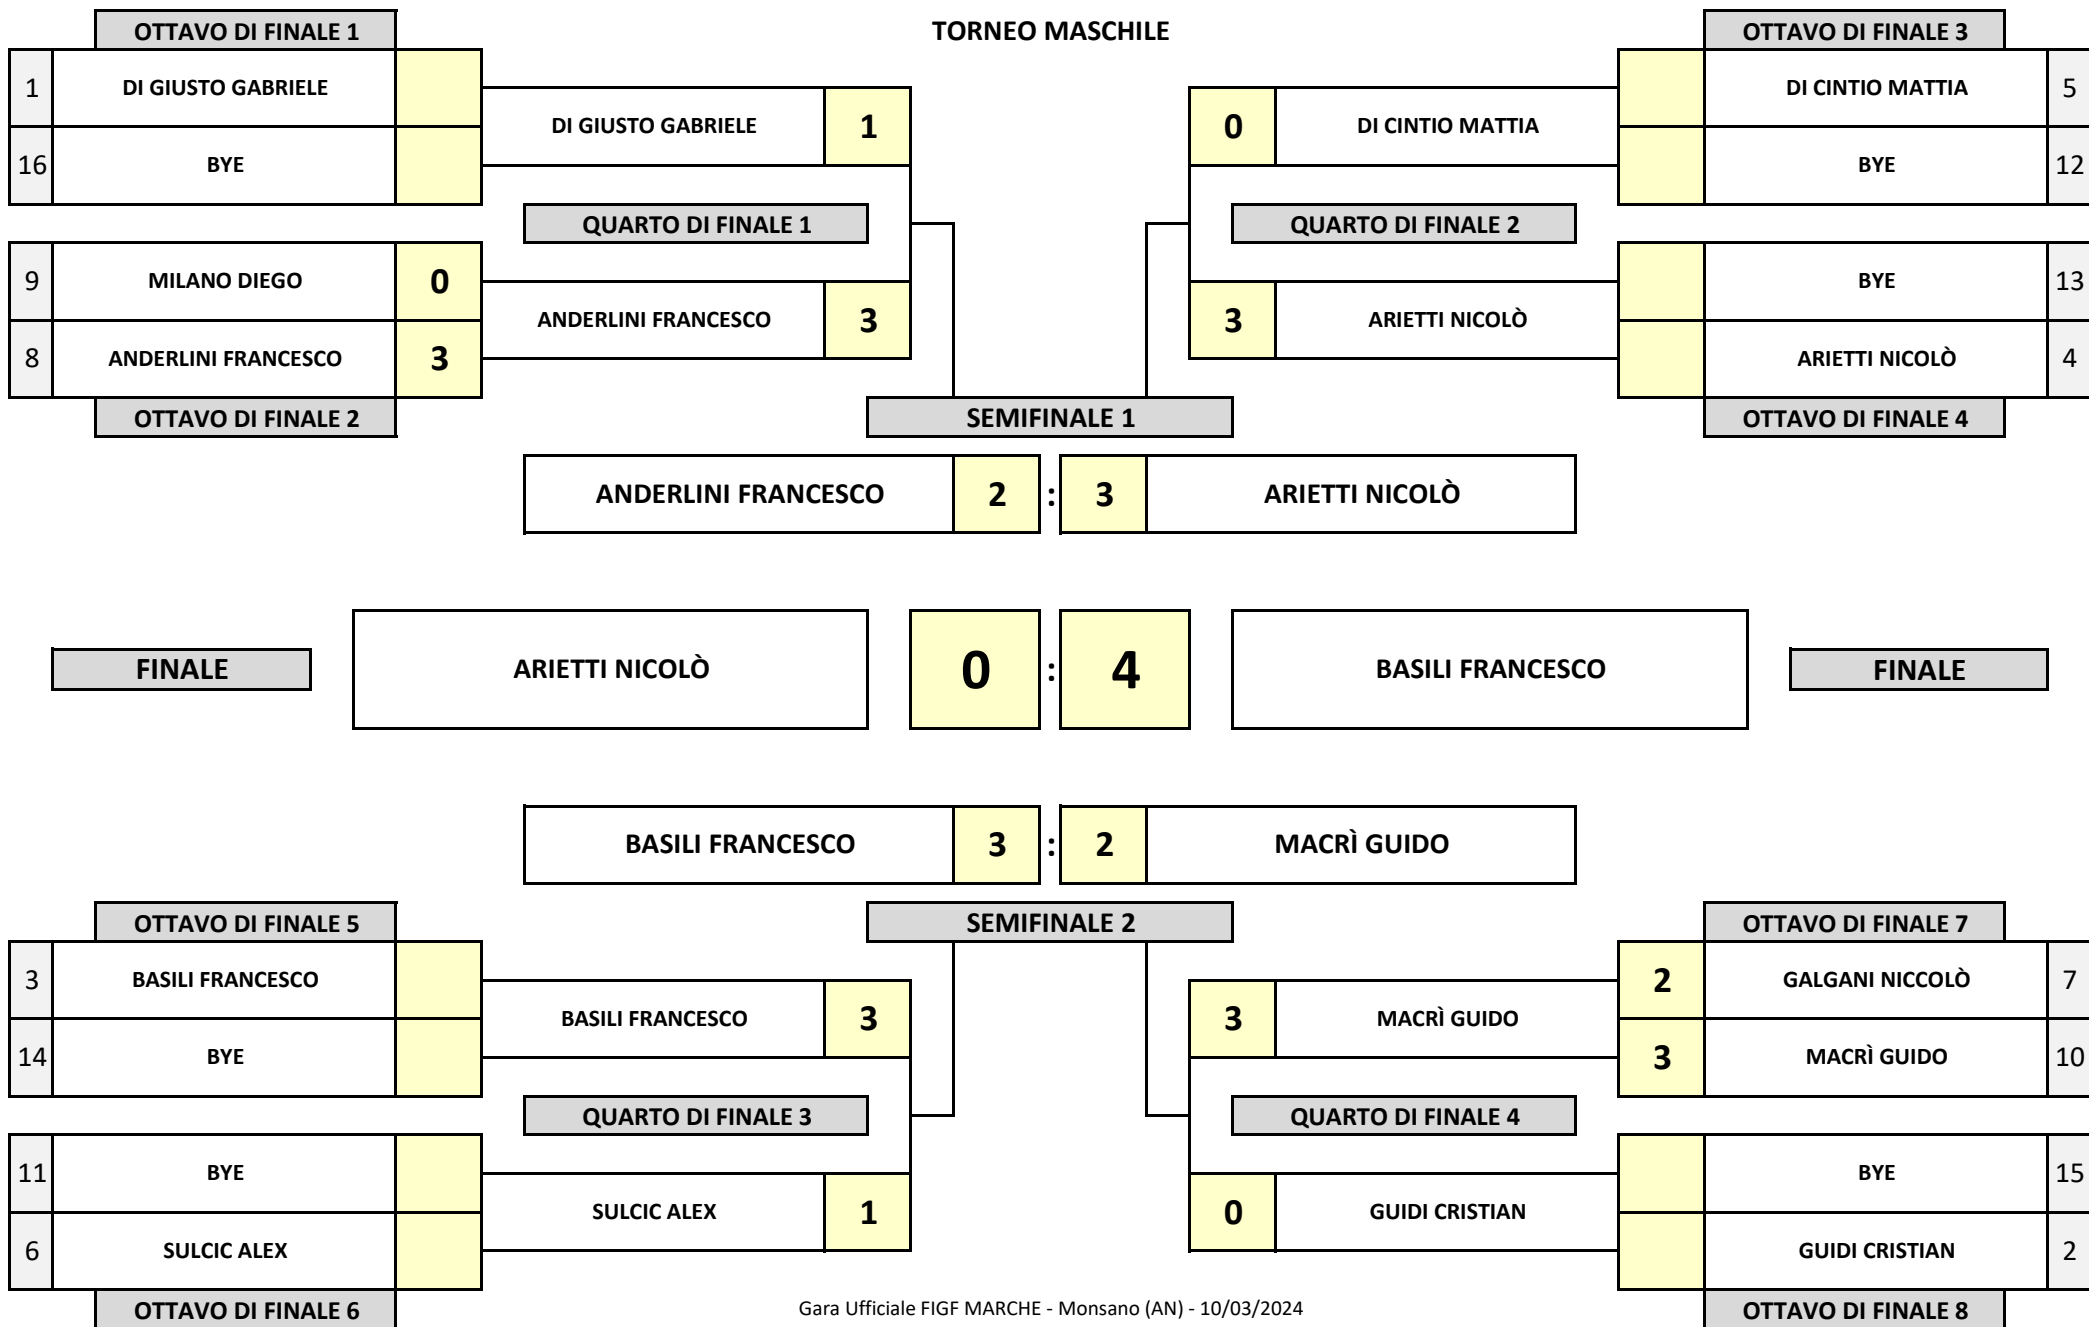 OTTAVO DI FINALE 1 TORNEO MASCHILE OTTAVO DI FINALE 3
1 DI GIUSTO GABRIELE DI CINTIO MATTIA 5
DI GIUSTO GABRIELE 1 0 DI CINTIO MATTIA
16 BYE BYE 12
QUARTO DI FINALE 1 QUARTO DI FINALE 2
9 MILANO DIEGO 0 BYE 13
ANDERLINI FRANCESCO 3 3 ARIETTI NICOLÒ
8 ANDERLINI FRANCESCO 3 ARIETTI NICOLÒ 4
OTTAVO DI FINALE 2 SEMIFINALE 1 OTTAVO DI FINALE 4
ANDERLINI FRANCESCO 2 : 3 ARIETTI NICOLÒ
FINALE ARIETTI NICOLÒ 0 : 4 BASILI FRANCESCO FINALE
BASILI FRANCESCO 3 : 2 MACRÌ GUIDO
OTTAVO DI FINALE 5 SEMIFINALE 2 OTTAVO DI FINALE 7
3 BASILI FRANCESCO 2 GALGANI NICCOLÒ 7
BASILI FRANCESCO 3 3 MACRÌ GUIDO
14 BYE 3 MACRÌ GUIDO 10
QUARTO DI FINALE 3 QUARTO DI FINALE 4
11 BYE BYE 15
SULCIC ALEX 1 0 GUIDI CRISTIAN
6 SULCIC ALEX GUIDI CRISTIAN 2
OTTAVO DI FINALE 6 Gara Ufficiale FIGF MARCHE - Monsano (AN) - 10/03/2024 OTTAVO DI FINALE 8